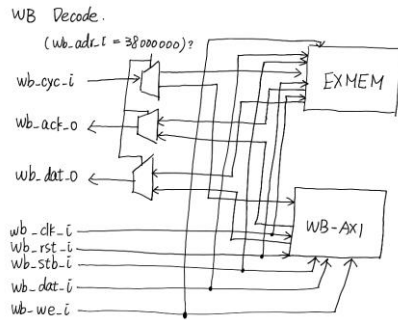 WB Decode.
(wb_adr_i = 38000000)?
wb_cyc_i
EXMEM
wb_ack_o
wb_dat_o
WB-AXI
wb_clk_i
wb_rst_i
wb_stb_i
wb_dat_i
wb_we_i